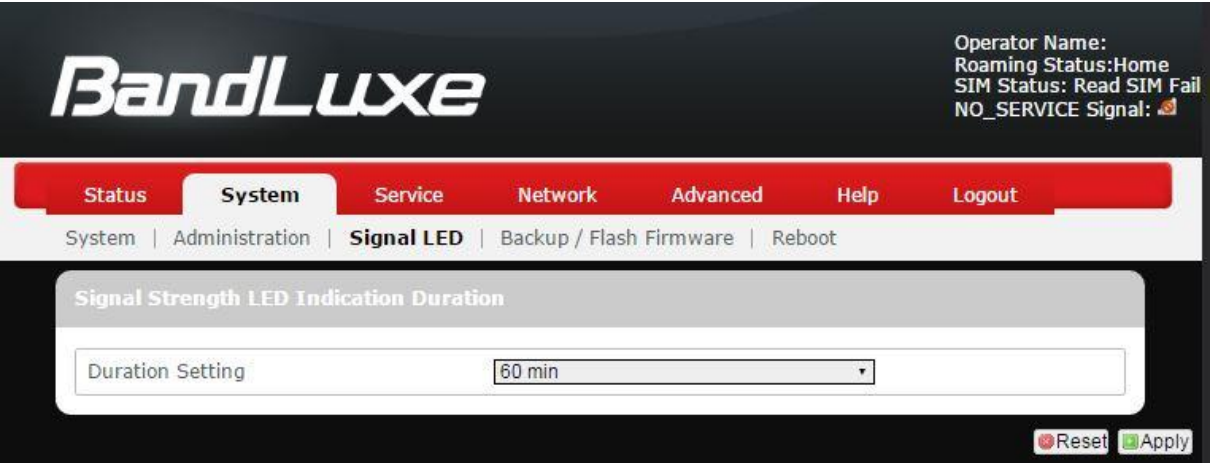 BandLuxe
Operator Name:
Roaming Status:Home
SIM Status: Read SIM Fail
NO_SERVICE Signal:
Status System Service Network Advanced Help Logout
System | Administration | Signal LED | Backup / Flash Firmware | Reboot
Signal Strength LED Indication Duration
Duration Setting 60 min
Reset Apply